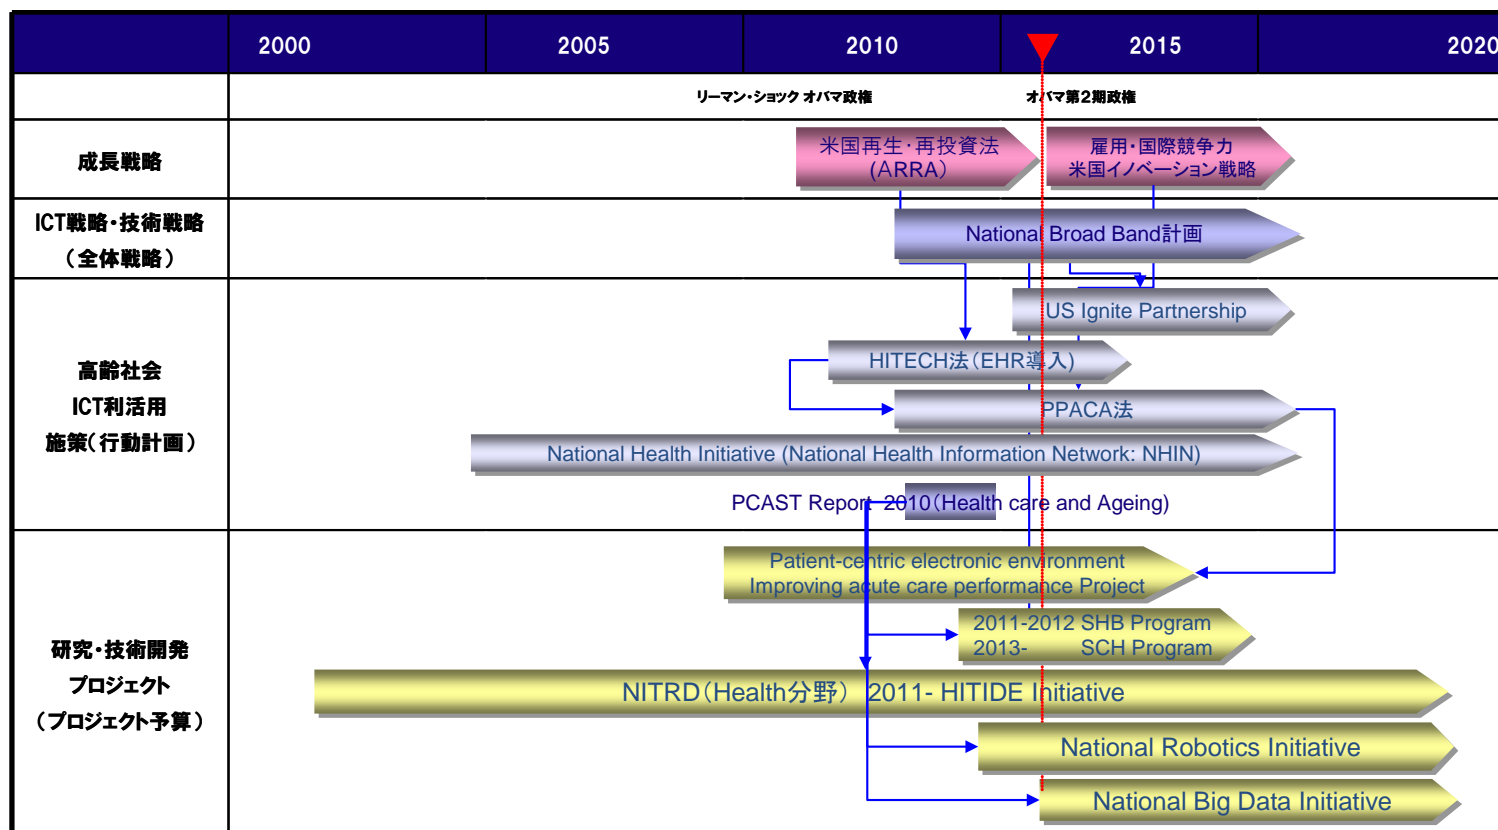 2000 2005 2010 2015 2020
リーマン・ショック オバマ政権 オバマ第2期政権
成長戦略
米国再生・再投資法
(ARRA)
雇用・国際競争力
米国イノベーション戦略
ICT戦略・技術戦略
(全体戦略)
National Broad Band計画
高齢社会
ICT利活用
施策(行動計画)
US Ignite Partnership
HITECH法(EHR導入)
PPACA法
National Health Initiative (National Health Information Network: NHIN)
PCAST Report 2010(Health care and Ageing)
研究・技術開発
プロジェクト
(プロジェクト予算)
Patient-centric electronic environment
Improving acute care performance Project
2011-2012 SHB Program
2013- SCH Program
NITRD(Health分野) 2011- HITIDE Initiative
National Robotics Initiative
National Big Data Initiative